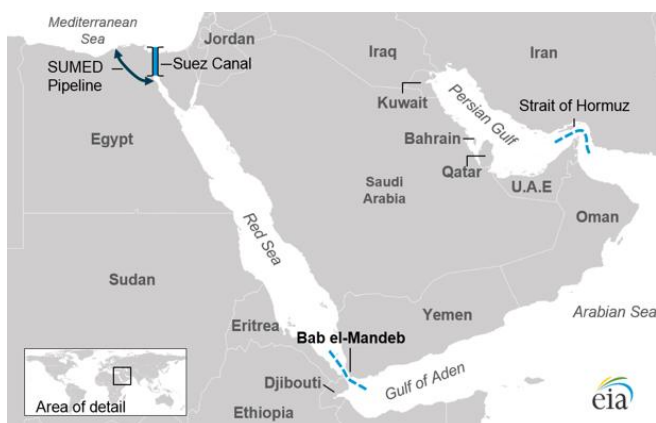 Mediterranean
Sea
Jordan
Iraq
Iran
SUMED
Pipeline
Suez Canal
Kuwait
Persian Gulf
Strait of Hormuz
Egypt
Bahrain
Qatar
Saudi
Arabia
U.A.E
Oman
Red Sea
Sudan
Eritrea
Yemen
Arabian Sea
Bab el-Mandeb
Djibouti
Gulf of Aden
Ethiopia
Area of detail
eia